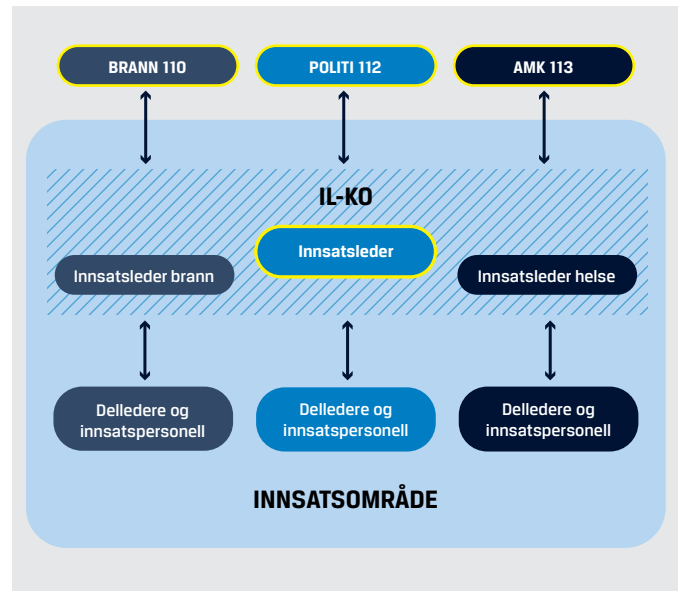 BRANN 110
POLITI 112
AMK 113
IL-KO
Innsatsleder
Innsatsleder brann
Innsatsleder helse
Delledere og
innsatspersonell
Delledere og
innsatspersonell
Delledere og
innsatspersonell
INNSATSOMRÅDE